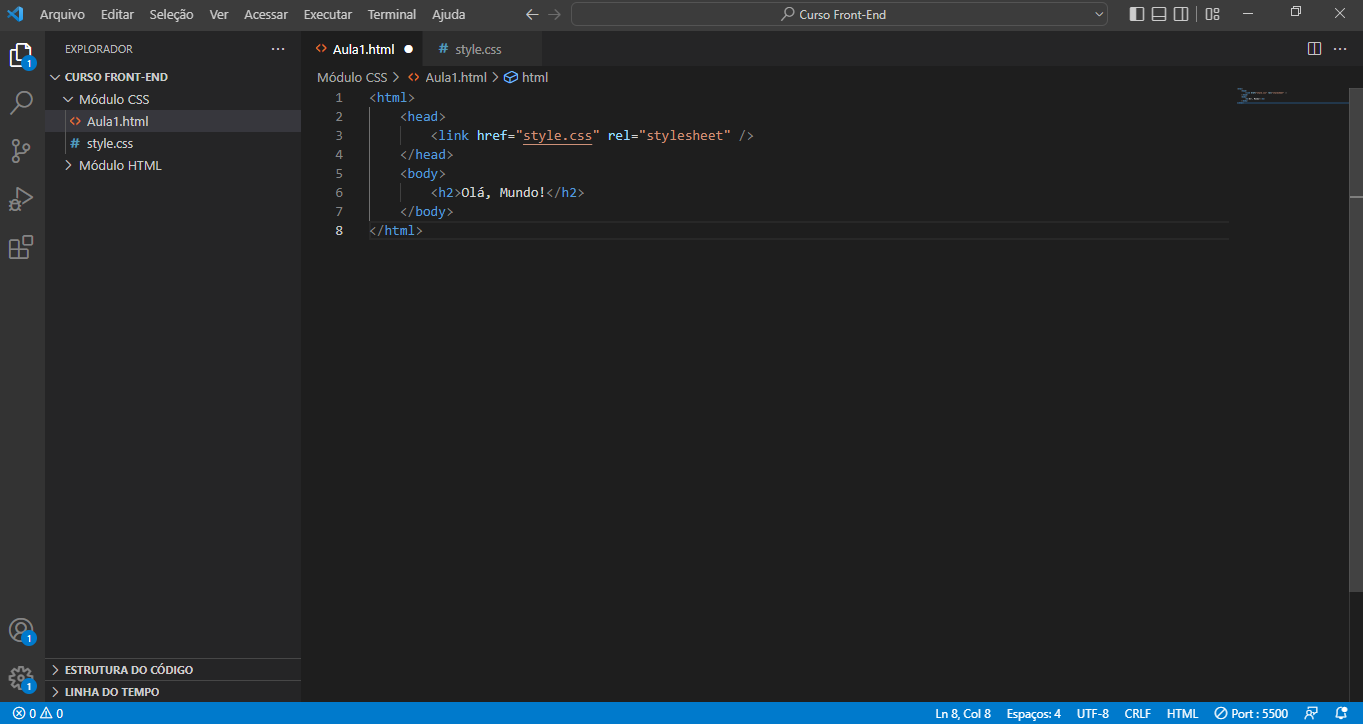 Arquivo Editar Seleção Ver Acessar Executar Terminal Ajuda
Curso Front-End
EXPLORADOR
CURSO FRONT-END
Módulo CSS
Aula1.html
style.css
Módulo HTML
ESTRUTURA DO CÓDIGO
LINHA DO TEMPO
1
1
1
Aula1.html # style.css
Módulo CSS > Aula1.html > html
1 <html>
2 <head>
3 <link href="style.css" rel="stylesheet" />
4 </head>
5 <body>
6 <h2>Olá, Mundo!</h2>
7 </body>
8 </html>
0 0 Ln 8, Col 8 Espaços: 4 UTF-8 CRLF HTML Port : 5500